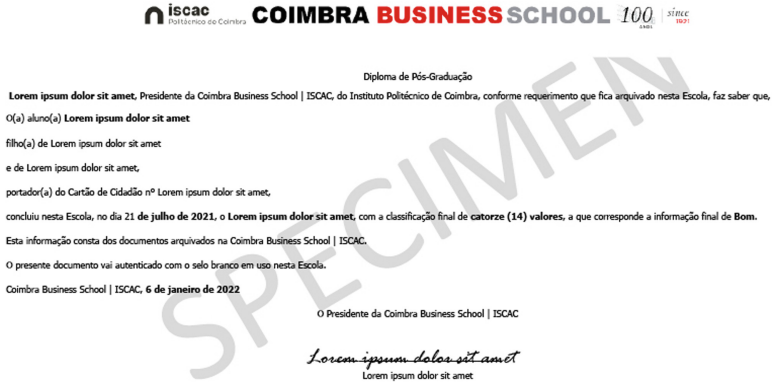 iscac
Politécnico de Coimbra
COIMBRA BUSINESS SCHOOL
100
ANOS
since
1921
Diploma de Pós-Graduação
Lorem ipsum dolor sit amet, Presidente da Coimbra Business School | ISCAC, do Instituto Politécnico de Coimbra, conforme requerimento que fica arquivado nesta Escola, faz saber que,
O(a) aluno(a) Lorem ipsum dolor sit amet
filho(a) de Lorem ipsum dolor sit amet
e de Lorem ipsum dolor sit amet,
portador(a) do Cartão de Cidadão nº Lorem ipsum dolor sit amet,
concluiu nesta Escola, no dia 21 de julho de 2021, o Lorem ipsum dolor sit amet, com a classificação final de catorze (14) valores, a que corresponde a informação final de Bom.
Esta informação consta dos documentos arquivados na Coimbra Business School | ISCAC.
O presente documento vai autenticado com o selo branco em uso nesta Escola.
Coimbra Business School | ISCAC, 6 de janeiro de 2022
O Presidente da Coimbra Business School | ISCAC
Lorem ipsum dolor sit amet
Lorem ipsum dolor sit amet
SPECIMEN